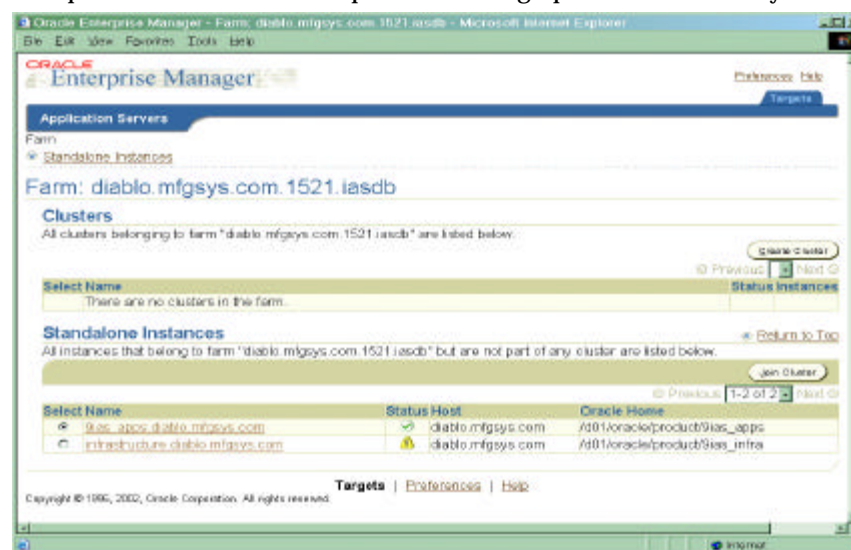 Oracle Enterprise Manager - Farm: diablo.mfgsys.com.1521.iasdb - Microsoft Internet Explorer
File Edit View Favorites Tools Help
ORACLE
Enterprise Manager
Preferences Help
Targets
Application Servers
Farm
Standalone Instances
Farm: diablo.mfgsys.com.1521.iasdb
Clusters
All clusters belonging to farm "diablo.mfgsys.com.1521.iasdb" are listed below.
Create Cluster
Previous Next
Select Name Status Instances
There are no clusters in the farm.
Standalone Instances
Return to Top
All instances that belong to farm "diablo.mfgsys.com.1521.iasdb" but are not part of any cluster are listed below.
Join Cluster
Previous 1-2 of 2 Next
Select Name Status Host Oracle Home
9ias_apps.diablo.mfgsys.com diablo.mfgsys.com /d01/oracle/product/9ias_apps
infrastructure.diablo.mfgsys.com diablo.mfgsys.com /d01/oracle/product/9ias_infra
Targets | Preferences | Help
Copyright © 1996, 2002, Oracle Corporation. All rights reserved.
Internet